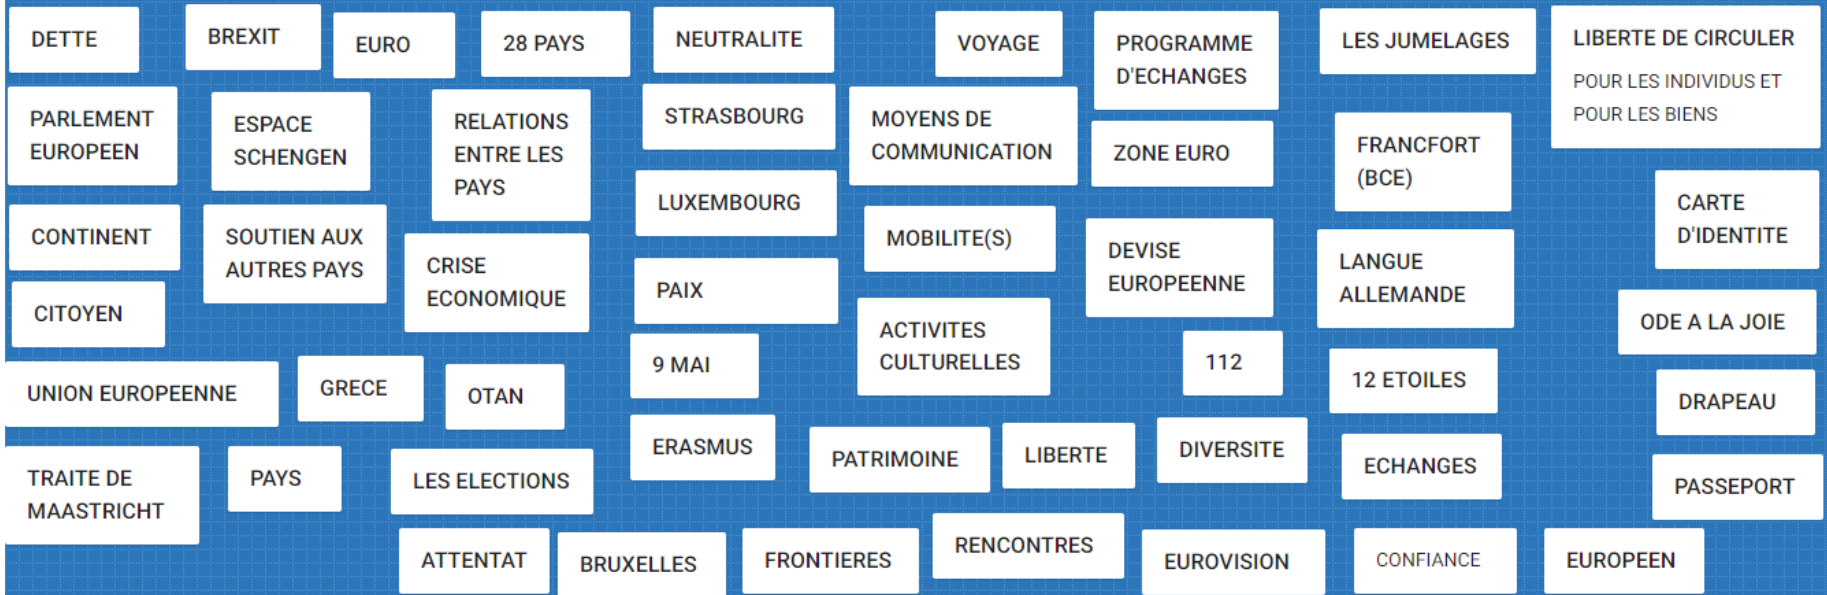 DETTE
BREXIT
EURO
28 PAYS
NEUTRALITE
VOYAGE
PROGRAMME
D'ECHANGES
LES JUMELAGES
LIBERTE DE CIRCULER
POUR LES INDIVIDUS ET
POUR LES BIENS
PARLEMENT
EUROPEEN
ESPACE
SCHENGEN
RELATIONS
ENTRE LES
PAYS
STRASBOURG
MOYENS DE
COMMUNICATION
ZONE EURO
FRANCFORT
(BCE)
LUXEMBOURG
CARTE
D'IDENTITE
CONTINENT
SOUTIEN AUX
AUTRES PAYS
CRISE
ECONOMIQUE
MOBILITE(S)
DEVISE
EUROPEENNE
LANGUE
ALLEMANDE
PAIX
CITOYEN
ACTIVITES
CULTURELLES
ODE A LA JOIE
9 MAI
112
12 ETOILES
UNION EUROPEENNE
GRECE
OTAN
DRAPEAU
ERASMUS
PATRIMOINE
LIBERTE
DIVERSITE
ECHANGES
TRAITE DE
MAASTRICHT
PAYS
LES ELECTIONS
PASSEPORT
ATTENTAT
BRUXELLES
FRONTIERES
RENCONTRES
EUROVISION
CONFIANCE
EUROPEEN